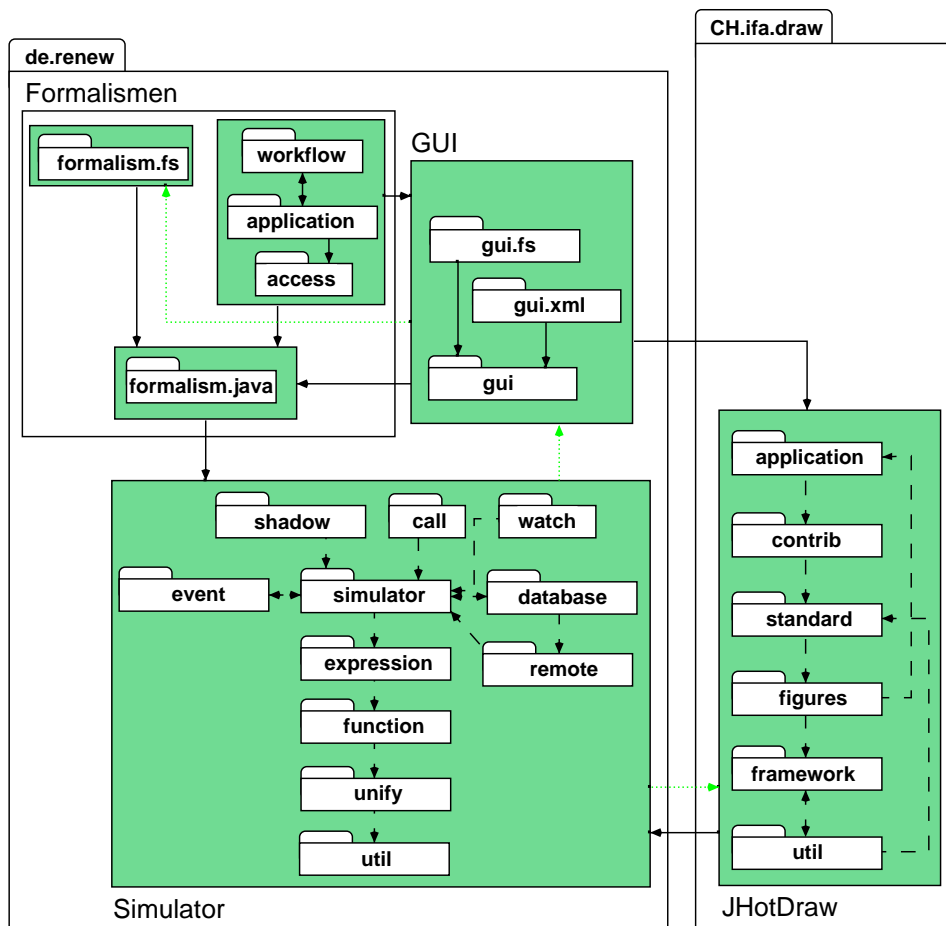 CH.ifa.draw
de.renew
Formalismen
GUI
formalism.fs
workflow
application
access
gui.fs
gui.xml
gui
formalism.java
application
contrib
standard
figures
framework
util
JHotDraw
shadow
call
watch
event
simulator
database
expression
remote
function
unify
util
Simulator